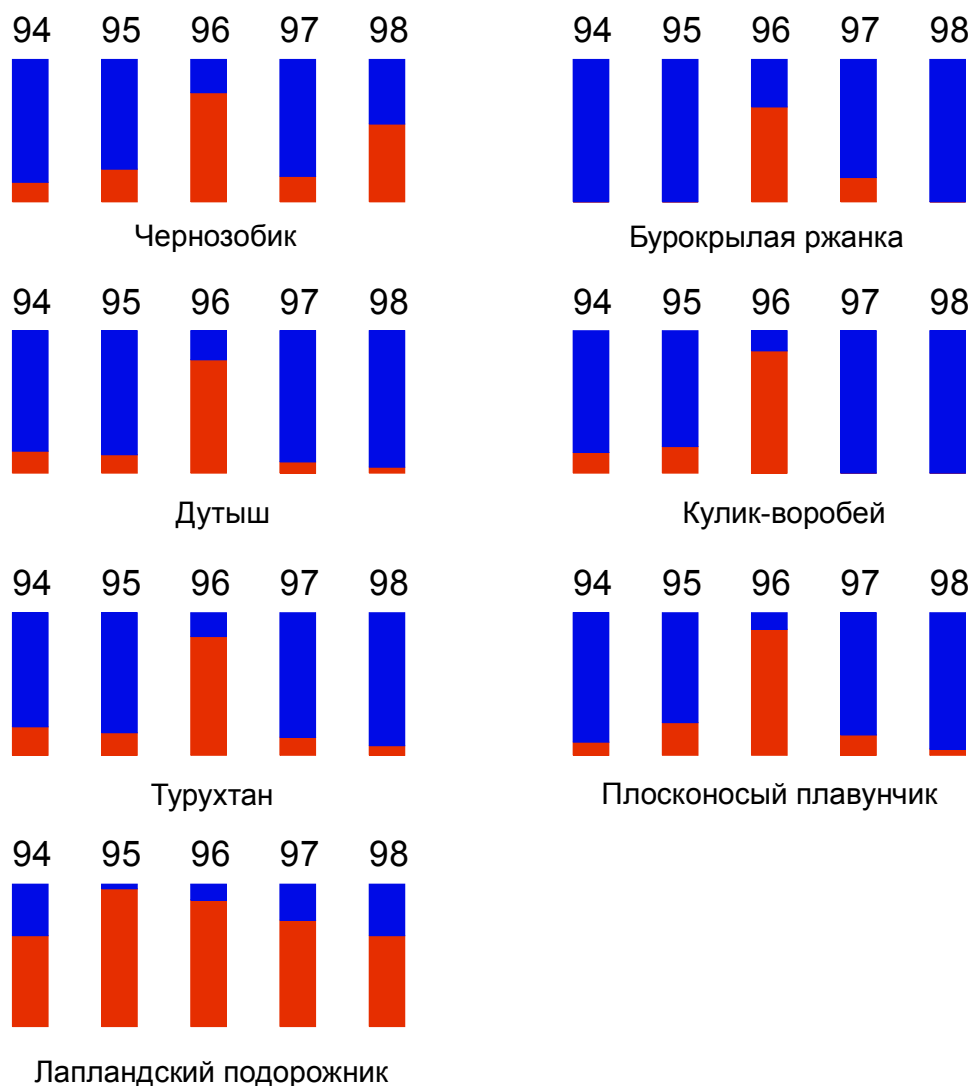 94 95 96 97 98
Чернозобик
94 95 96 97 98
Бурокрылая ржанка
94 95 96 97 98
Дутыш
94 95 96 97 98
Кулик-воробей
94 95 96 97 98
Турухтан
94 95 96 97 98
Плосконосый плавунчик
94 95 96 97 98
Лапландский подорожник